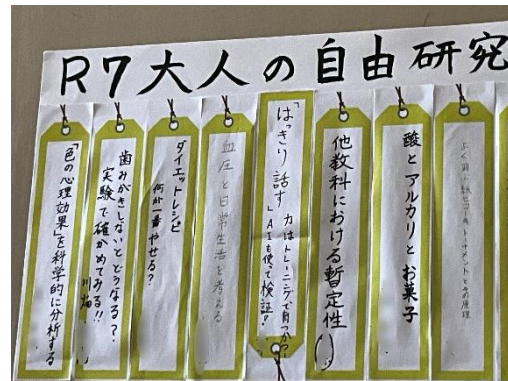 R7大人の自由研究
酸とアルカリとお菓子
他教科における暫定性()
「はっきり話す」力はトレーニングで身につくか?
AIを使って検証!
血圧と日常生活を考える
ダイエットレシピ
何が一番やせる?
歯みがきしないとどうなる?
実験で確かめてみる!!
川嶋
「色の心理効果」を科学的に分析する